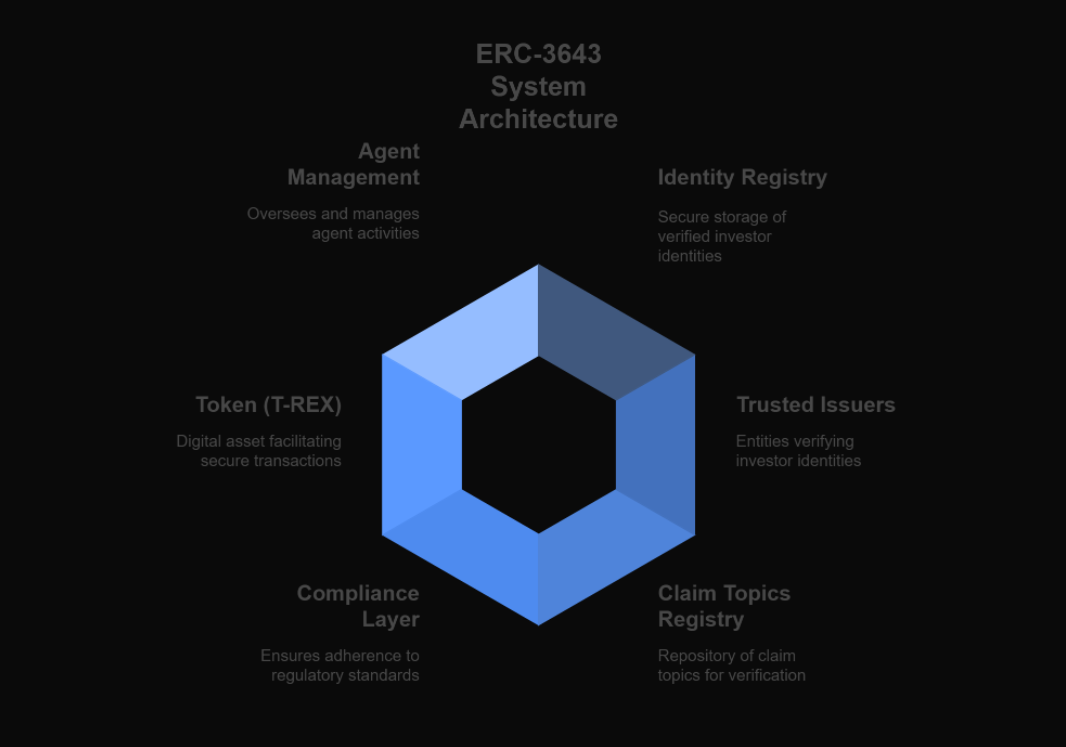 ERC-3643
System
Architecture
Agent
Management
Oversees and manages
agent activities
Identity Registry
Secure storage of
verified investor
identities
Token (T-REX)
Digital asset facilitating
secure transactions
Trusted Issuers
Entities verifying
investor identities
Compliance
Layer
Ensures adherence to
regulatory standards
Claim Topics
Registry
Repository of claim
topics for verification